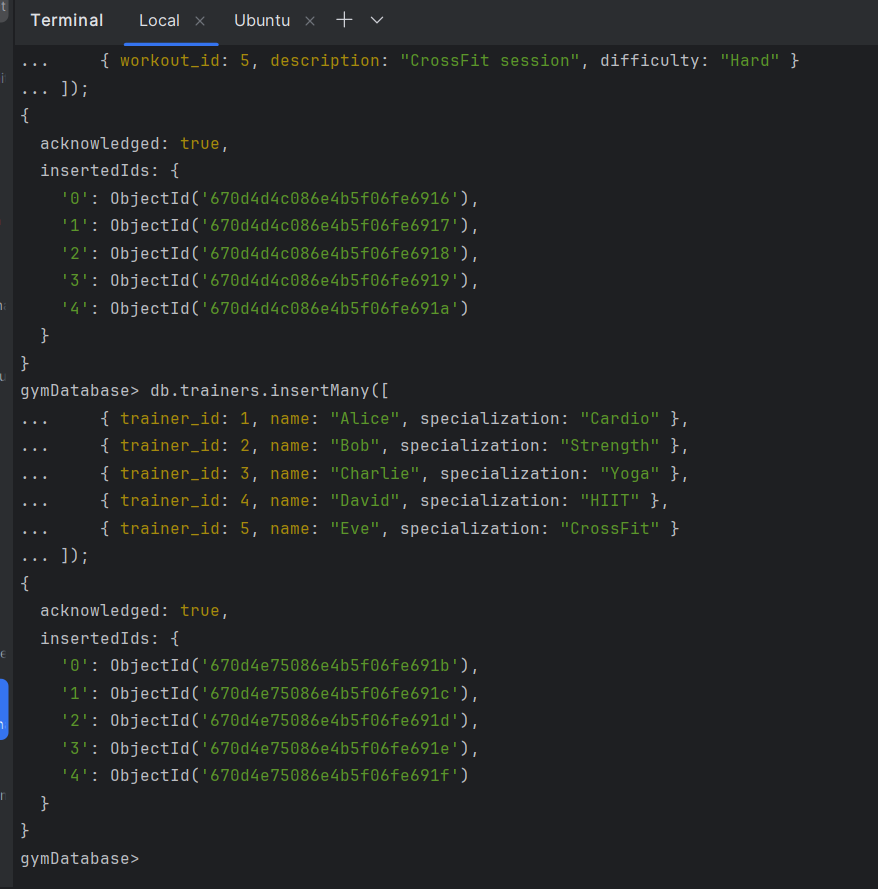 Terminal Local × Ubuntu × +
... { workout_id: 5, description: "CrossFit session", difficulty: "Hard" }
... ]);
{
  acknowledged: true,
  insertedIds: {
    '0': ObjectId('670d4d4c086e4b5f06fe6916'),
    '1': ObjectId('670d4d4c086e4b5f06fe6917'),
    '2': ObjectId('670d4d4c086e4b5f06fe6918'),
    '3': ObjectId('670d4d4c086e4b5f06fe6919'),
    '4': ObjectId('670d4d4c086e4b5f06fe691a')
  }
}
gymDatabase> db.trainers.insertMany([
...     { trainer_id: 1, name: "Alice", specialization: "Cardio" },
...     { trainer_id: 2, name: "Bob", specialization: "Strength" },
...     { trainer_id: 3, name: "Charlie", specialization: "Yoga" },
...     { trainer_id: 4, name: "David", specialization: "HIIT" },
...     { trainer_id: 5, name: "Eve", specialization: "CrossFit" }
... ]);
{
  acknowledged: true,
  insertedIds: {
    '0': ObjectId('670d4e75086e4b5f06fe691b'),
    '1': ObjectId('670d4e75086e4b5f06fe691c'),
    '2': ObjectId('670d4e75086e4b5f06fe691d'),
    '3': ObjectId('670d4e75086e4b5f06fe691e'),
    '4': ObjectId('670d4e75086e4b5f06fe691f')
  }
}
gymDatabase>